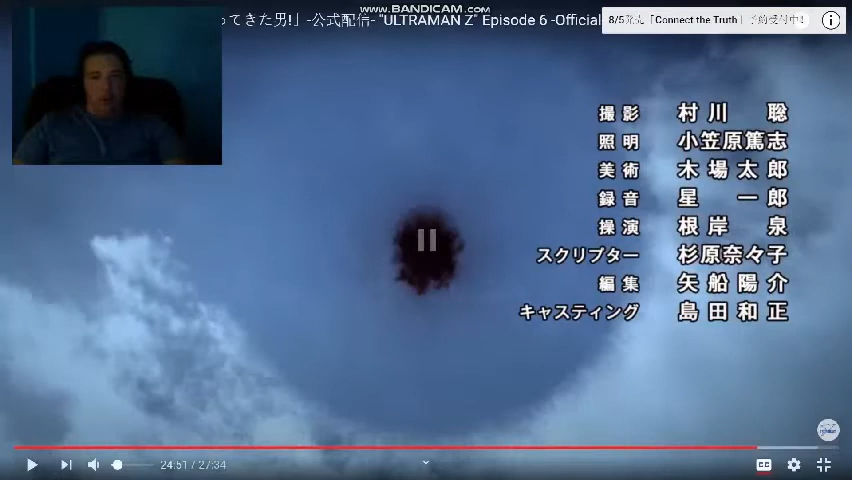 www.BANDICAM.com
ってきた男!」-公式配信- "ULTRAMAN Z" Episode 6 -Official
8/5発売「Connect the Truth」予約受付中!
撮影 村川 聡
照明 小笠原篤志
美術 木場太郎
録音 星 一郎
操演 根岸 泉
スクリプター 杉原奈々子
編集 矢船陽介
キャスティング 島田和正
24:51 / 27:34